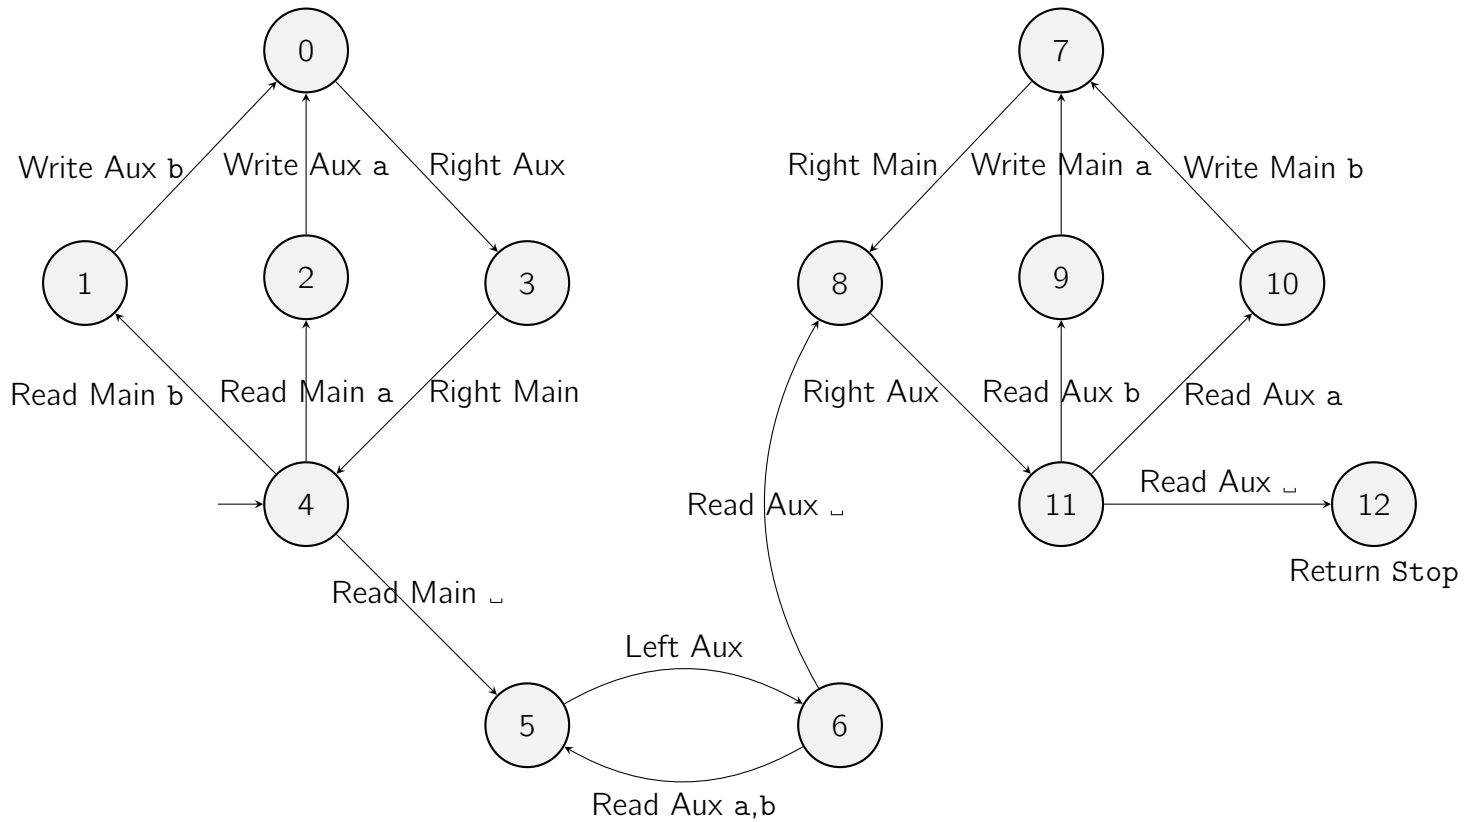 0
7
Write Aux b
Write Aux a
Right Aux
Right Main
Write Main a
Write Main b
1
2
3
8
9
10
Read Main b
Read Main a
Right Main
Right Aux
Read Aux b
Read Aux a
4
11
Read Aux ␣
12
Read Aux ␣
Return Stop
Read Main ␣
Left Aux
5
6
Read Aux a,b